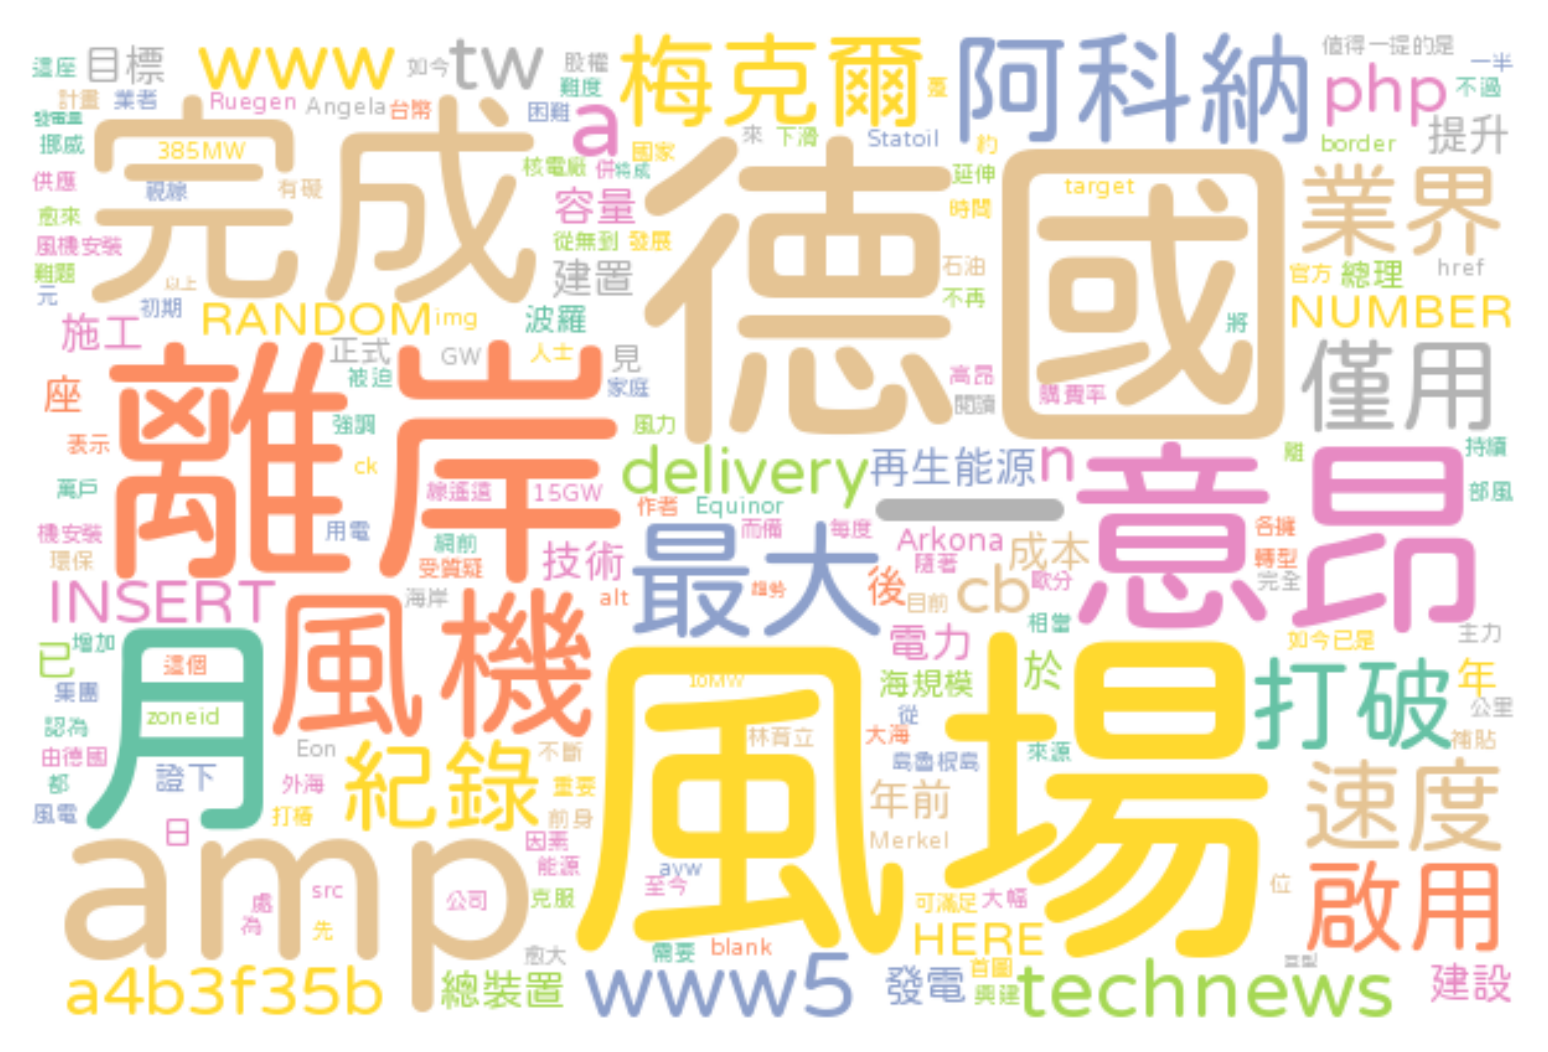 這座 目標 www 如今 tw 股權 梅克爾 阿科納 值得一提的是 一半
計畫 業者 Ruegen Angela 台幣 難度 困難 a php 不過
發電量 挪威 385MW 核電廠 國家 來 下滑 Statoil 約 border 提升
供應 視線 有礙 完成 併 特成 容量 德國 延伸 target 業界
愈來 時間
風機安裝 從無到 發展
難題 以上 建置 石油 官方 總理 href
元 初期 RANDOM img 波羅 不再 將 NUMBER
施工 正式 GW 人士 見
座 被迫 家庭 高昂 購買率 僅用
表示 離岸 強調 風力 閱讀
ck delivery 再生能源 n 意昂 離 持續
萬戶 線遙遠 15GW 作者 Equinor 一 部風
機安裝 用電 網前 而備 每度 Arkona 成本 各擁
環保 受質疑 技術 最大 隨著 歐分 轉型 完全
INSERT 海岸 alt 趨勢 後 目前 cb 相當
已 增加 風機 電力 如今已是 主力
這個 海規模 於 打破 年
集團 10MW 風場
認為 zoneid 從 公里
由德國 月 Eon 不斷 林育立 大海 來源 補貼
都 證下 外海 紀錄 重要 島魯根島 速度
風電 打樁 前身 年前
日 因素 Merkel
amp 能源 ayw
src 至今 位 啟用
處 公司 克服 可滿足 大幅
為 先 HERE
愈大 需要 blank
a4b3f35b 總裝置 www5 發電 首圖 興建 technews 建設